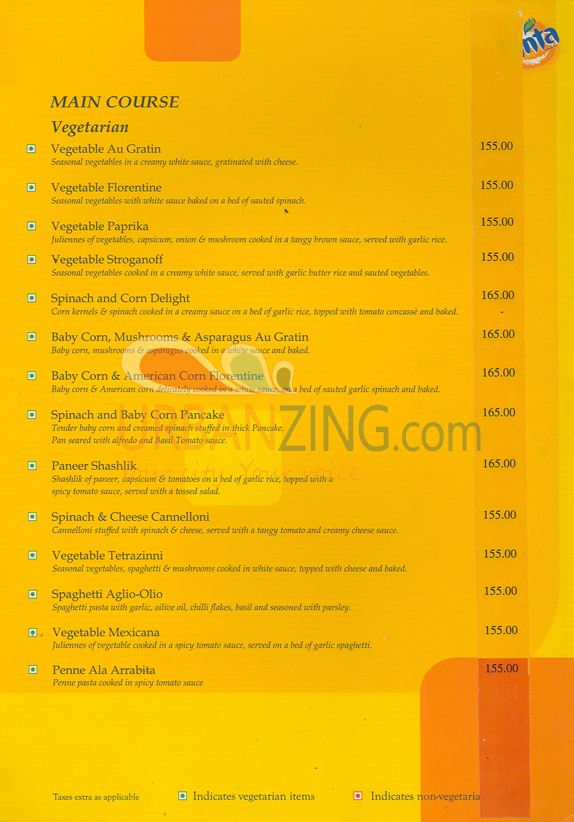 anta
MAIN COURSE
Vegetarian
Vegetable Au Gratin 155.00
Seasonal vegetables in a creamy white sauce, gratinated with cheese.
Vegetable Florentine 155.00
Seasonal vegetables with white sauce baked on a bed of sauted spinach.
Vegetable Paprika 155.00
Juliennes of vegetables, capsicum, onion & mushroom cooked in a tangy brown sauce, served with garlic rice.
Vegetable Stroganoff 155.00
Seasonal vegetables cooked in a creamy white sauce, served with garlic butter rice and sauted vegetables.
Spinach and Corn Delight 165.00
Corn kernels & spinach cooked in a creamy sauce on a bed of garlic rice, topped with tomato concassé and baked.
Baby Corn, Mushrooms & Asparagus Au Gratin 165.00
Baby corn, mushrooms & asparagus cooked in a white sauce and baked.
Baby Corn & American Corn Florentine 165.00
Baby corn & American corn delicately cooked in a white sauce, on a bed of sauted garlic spinach and baked.
Spinach and Baby Corn Pancake 165.00
Tender baby corn and creamed spinach stuffed in thick Pancake.
Pan seared with alfredo and Basil Tomato sauce.
URBANZING.com
Your city. Your voice...
Paneer Shashlik 165.00
Shashlik of paneer, capsicum & tomatoes on a bed of garlic rice, topped with a
spicy tomato sauce, served with a tossed salad.
Spinach & Cheese Cannelloni 155.00
Cannelloni stuffed with spinach & cheese, served with a tangy tomato and creamy cheese sauce.
Vegetable Tetrazinni 155.00
Seasonal vegetables, spaghetti & mushrooms cooked in white sauce, topped with cheese and baked.
Spaghetti Aglio-Olio 155.00
Spaghetti pasta with garlic, oilive oil, chilli flakes, basil and seasoned with parsley.
Vegetable Mexicana 155.00
Juliennes of vegetable cooked in a spicy tomato sauce, served on a bed of garlic spaghetti.
Penne Ala Arrabita 155.00
Penne pasta cooked in spicy tomato sauce
Taxes extra as applicable Indicates vegetarian items Indicates non-vegetaria